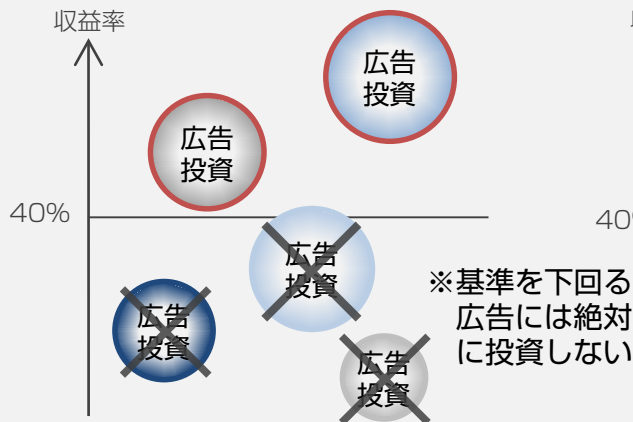 収益率
広告
投資
広告
投資
40%
広告
投資
広告
投資
広告
投資
※基準を下回る
広告には絶対
に投資しない